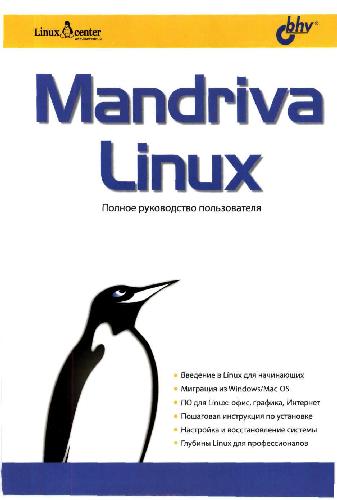 Linux center
bhv®
Mandriva
Linux
Полное руководство пользователя
Введение в Linux для начинающих
Миграция из Windows/Mac OS
ПО для Linux: офис, графика, Интернет
Пошаговая инструкция по установке
Настройка и восстановление системы
Глубины Linux для профессионалов